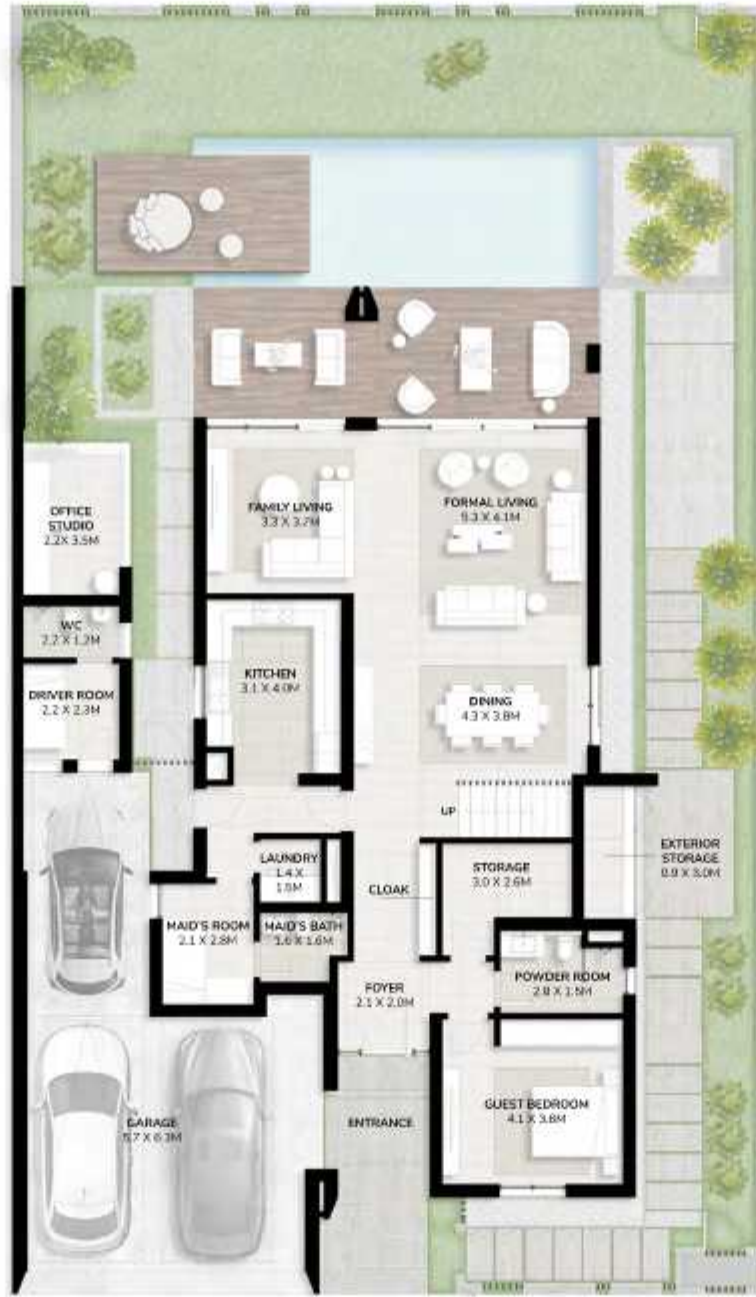 OFFICE
STUDIO
2.2X 3.5M
FAMILY LIVING
3.3 X 3.7M
FORMAL LIVING
5.3 X 4.1M
WC
2.2 X 1.2M
DRIVER ROOM
2.2 X 2.3M
KITCHEN
3.1 X 4.0M
DINING
4.3 X 3.8M
UP
EXTERIOR
STORAGE
0.9 X 3.0M
LAUNDRY
1.4 X
1.5M
CLOAK
STORAGE
3.0 X 2.6M
MAID'S ROOM
2.1 X 2.8M
MAID'S BATH
1.6 X 1.6M
POWDER ROOM
2.8 X 1.5M
FOYER
2.1 X 2.0M
GUEST BEDROOM
4.1 X 3.8M
GARAGE
5.7 X 6.3M
ENTRANCE